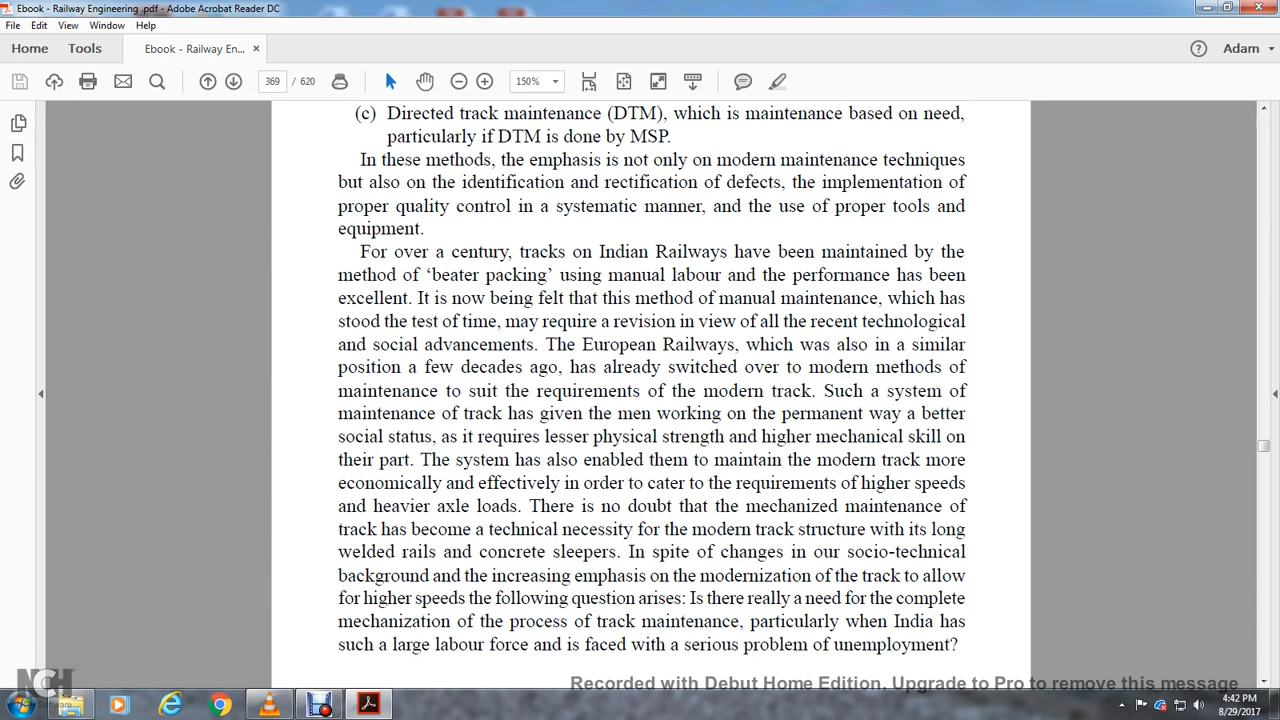 Ebook - Railway Engineering .pdf - Adobe Acrobat Reader DC
File Edit View Window Help
Home Tools Ebook - Railway En... × Adam
369 / 620 150%
(c) Directed track maintenance (DTM), which is maintenance based on need,
particularly if DTM is done by MSP.
In these methods, the emphasis is not only on modern maintenance techniques
but also on the identification and rectification of defects, the implementation of
proper quality control in a systematic manner, and the use of proper tools and
equipment.
For over a century, tracks on Indian Railways have been maintained by the
method of ‘beater packing’ using manual labour and the performance has been
excellent. It is now being felt that this method of manual maintenance, which has
stood the test of time, may require a revision in view of all the recent technological
and social advancements. The European Railways, which was also in a similar
position a few decades ago, has already switched over to modern methods of
maintenance to suit the requirements of the modern track. Such a system of
maintenance of track has given the men working on the permanent way a better
social status, as it requires lesser physical strength and higher mechanical skill on
their part. The system has also enabled them to maintain the modern track more
economically and effectively in order to cater to the requirements of higher speeds
and heavier axle loads. There is no doubt that the mechanized maintenance of
track has become a technical necessity for the modern track structure with its long
welded rails and concrete sleepers. In spite of changes in our socio-technical
background and the increasing emphasis on the modernization of the track to allow
for higher speeds the following question arises: Is there really a need for the complete
mechanization of the process of track maintenance, particularly when India has
such a large labour force and is faced with a serious problem of unemployment?
NCH Software
Recorded with Debut Home Edition. Upgrade to Pro to remove this message
4:42 PM
8/29/2017